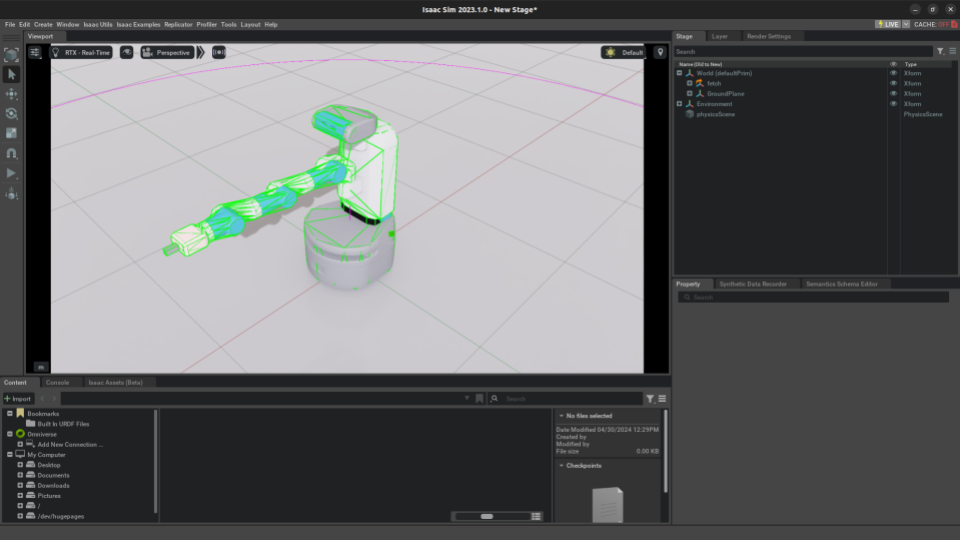 Isaac Sim 2023.1.0 - New Stage*
File Edit Create Window Isaac Utils Isaac Examples Replicator Profiler Tools Layout Help
LIVE CACHE: OFF
Viewport
RTX - Real-Time Perspective Default
m
Stage Layer Render Settings
Search
Name (Old to New) Type
World (defaultPrim) Xform
fetch Xform
GroundPlane Xform
Environment Xform
physicsScene PhysicsScene
Property Synthetic Data Recorder Semantics Schema Editor
Search
Content Console Isaac Assets (Beta)
+ Import Search
Bookmarks
Built In URDF Files
Omniverse
Add New Connection ...
My Computer
Desktop
Documents
Downloads
Pictures
/
/dev/hugepages
No files selected
Date Modified 04/30/2024 12:29PM
Created by
Modified by
File size 0.00 KB
Checkpoints